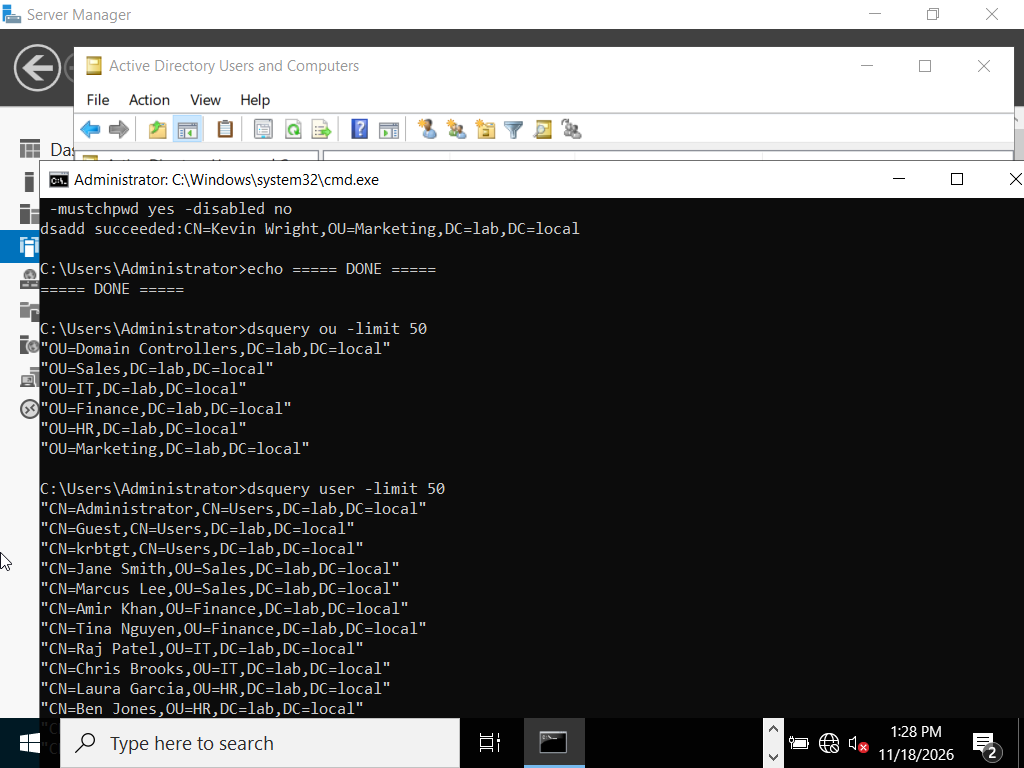 Server Manager
Active Directory Users and Computers
File Action View Help
Das
Administrator: C:\Windows\system32\cmd.exe
-mustchpwd yes -disabled no
dsadd succeeded:CN=Kevin Wright,OU=Marketing,DC=lab,DC=local
C:\Users\Administrator>echo ===== DONE =====
===== DONE =====
C:\Users\Administrator>dsquery ou -limit 50
"OU=Domain Controllers,DC=lab,DC=local"
"OU=Sales,DC=lab,DC=local"
"OU=IT,DC=lab,DC=local"
"OU=Finance,DC=lab,DC=local"
"OU=HR,DC=lab,DC=local"
"OU=Marketing,DC=lab,DC=local"
C:\Users\Administrator>dsquery user -limit 50
"CN=Administrator,CN=Users,DC=lab,DC=local"
"CN=Guest,CN=Users,DC=lab,DC=local"
"CN=krbtgt,CN=Users,DC=lab,DC=local"
"CN=Jane Smith,OU=Sales,DC=lab,DC=local"
"CN=Marcus Lee,OU=Sales,DC=lab,DC=local"
"CN=Amir Khan,OU=Finance,DC=lab,DC=local"
"CN=Tina Nguyen,OU=Finance,DC=lab,DC=local"
"CN=Raj Patel,OU=IT,DC=lab,DC=local"
"CN=Chris Brooks,OU=IT,DC=lab,DC=local"
"CN=Laura Garcia,OU=HR,DC=lab,DC=local"
"CN=Ben Jones,OU=HR,DC=lab,DC=local"
Type here to search
1:28 PM
11/18/2026
2